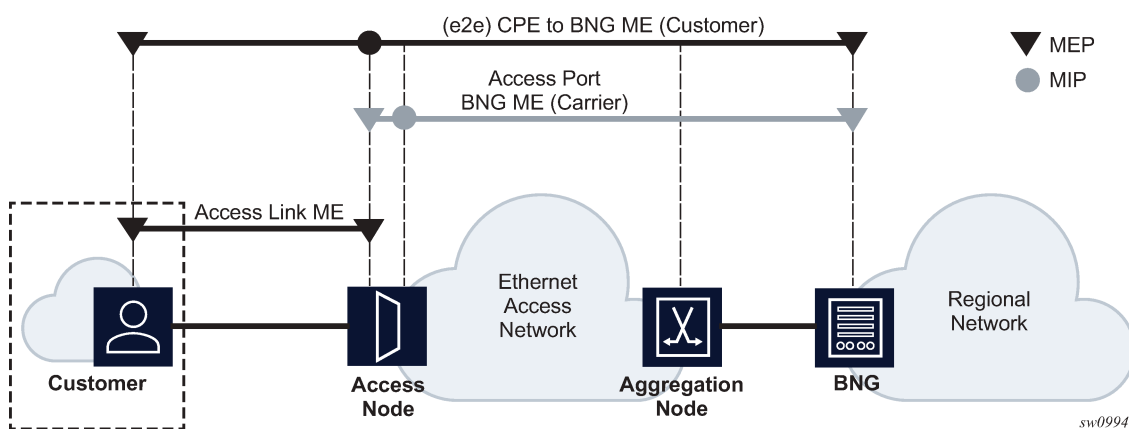 (e2e) CPE to BNG ME (Customer)
MEP
MIP
Access Port
BNG ME (Carrier)
Access Link ME
Ethernet
Access
Network
Regional
Network
Customer
Access
Node
Aggregation
Node
BNG
sw0994